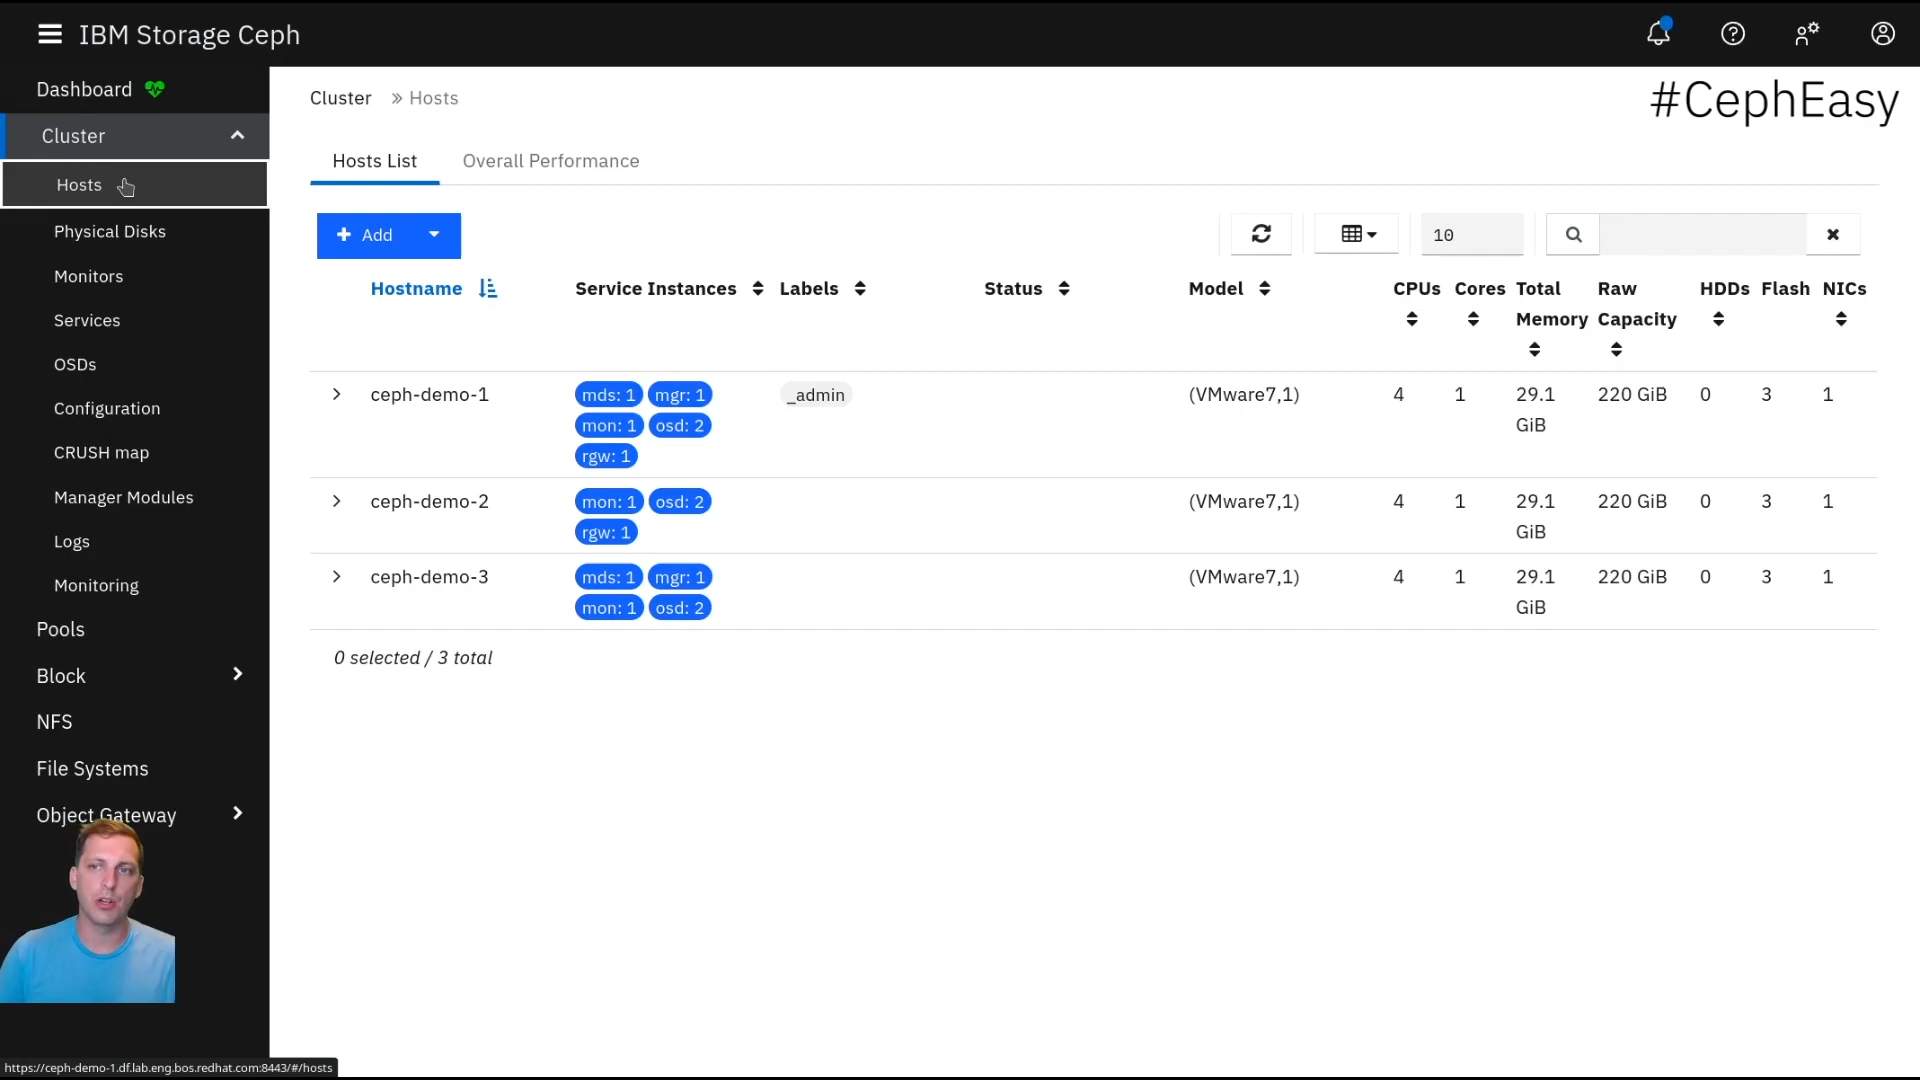 IBM Storage Ceph
Dashboard
Cluster
Hosts
Physical Disks
Monitors
Services
OSDs
Configuration
CRUSH map
Manager Modules
Logs
Monitoring
Pools
Block
NFS
File Systems
Object Gateway
Cluster » Hosts
#CephEasy
Hosts List Overall Performance
+ Add
10
Hostname Service Instances Labels Status Model CPUs Cores Total Memory Raw Capacity HDDs Flash NICs
ceph-demo-1 mds: 1 mgr: 1 _admin (VMware7,1) 4 1 29.1 220 GiB 0 3 1
mon: 1 osd: 2 GiB
rgw: 1
ceph-demo-2 mon: 1 osd: 2 (VMware7,1) 4 1 29.1 220 GiB 0 3 1
rgw: 1 GiB
ceph-demo-3 mds: 1 mgr: 1 (VMware7,1) 4 1 29.1 220 GiB 0 3 1
mon: 1 osd: 2 GiB
0 selected / 3 total
https://ceph-demo-1.df.lab.eng.bos.redhat.com:8443/#/hosts